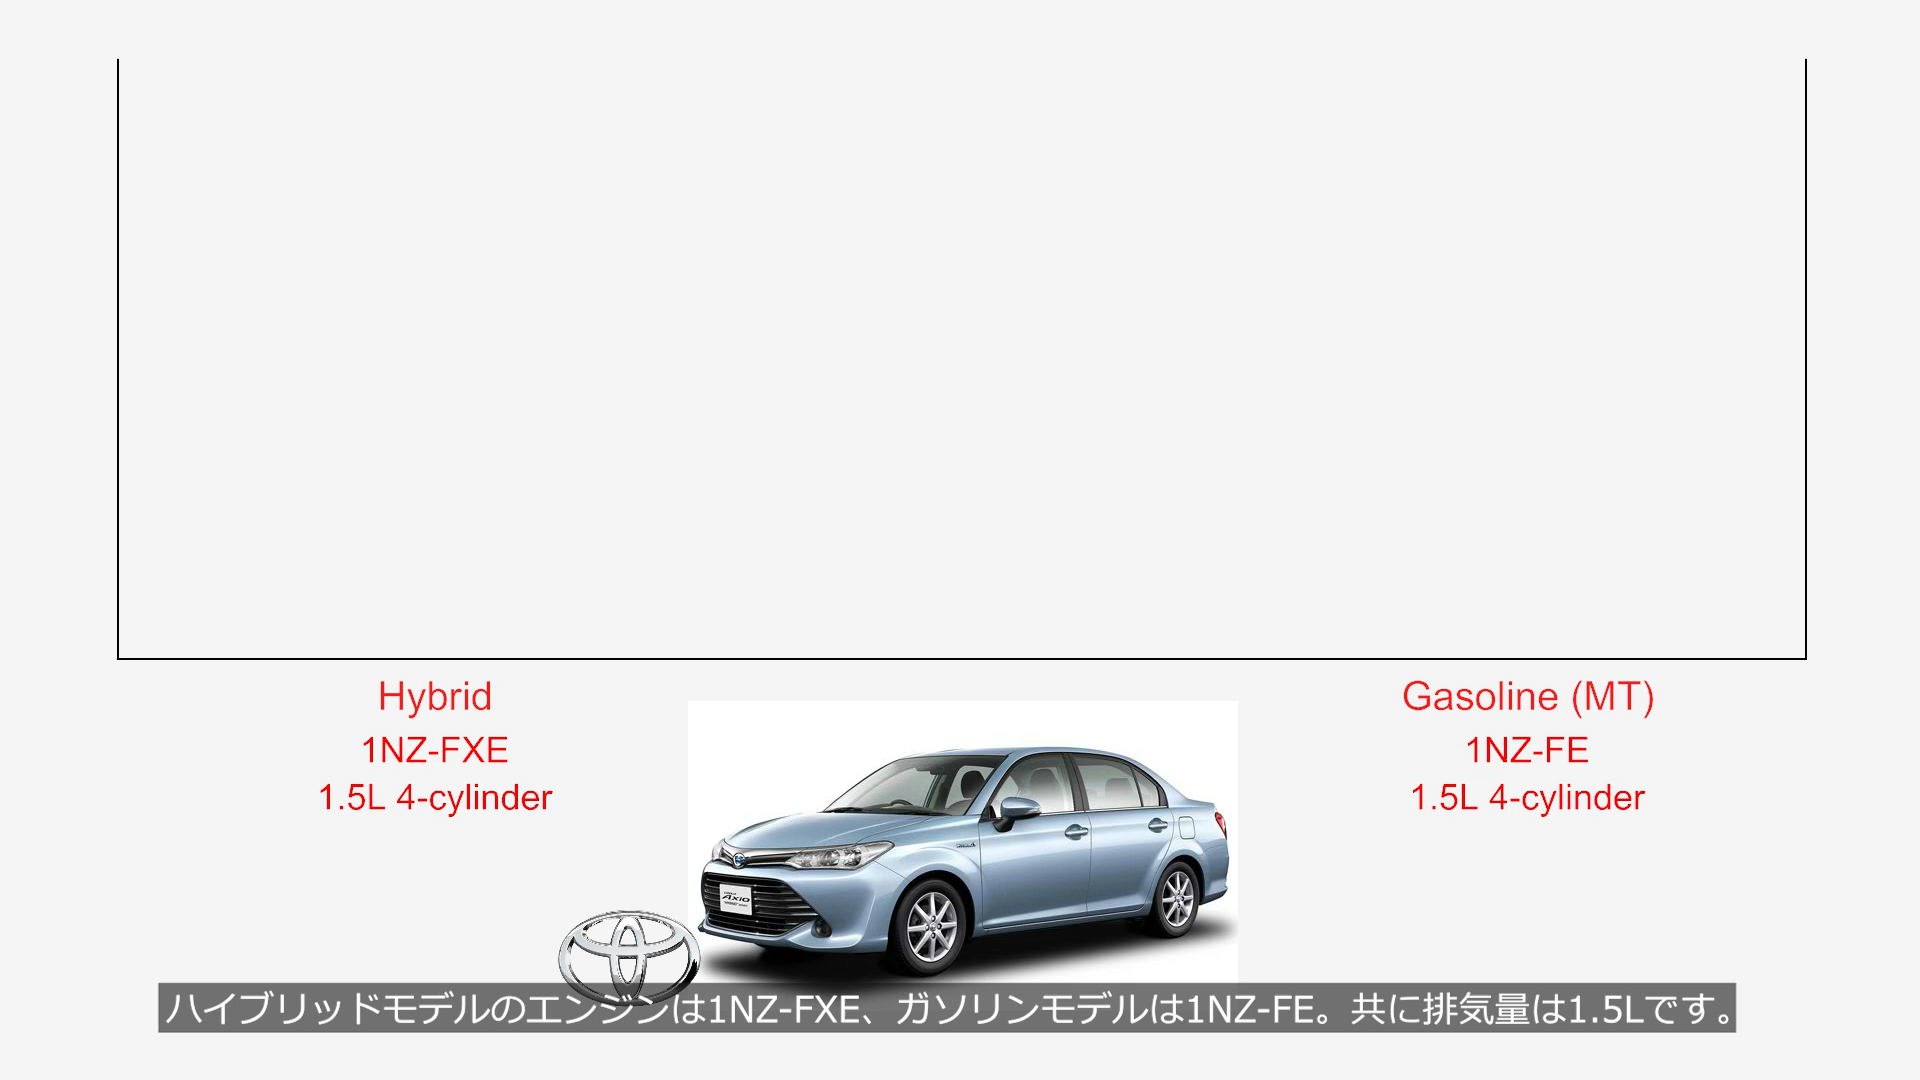 Hybrid
1NZ-FXE
1.5L 4-cylinder
Gasoline (MT)
1NZ-FE
1.5L 4-cylinder
Axio
ハイブリッドモデルのエンジンは1NZ-FXE、ガソリンモデルは1NZ-FE。共に排気量は1.5Lです。